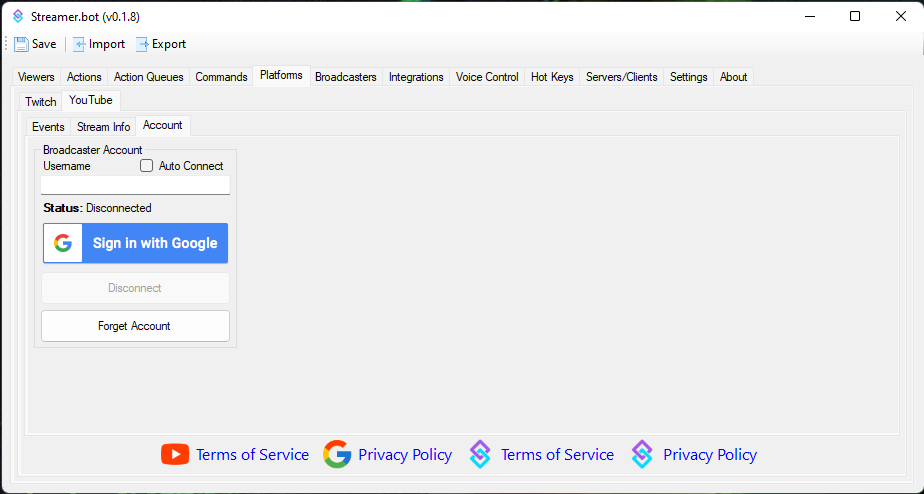 Streamer.bot (v0.1.8)
Save Import Export
Viewers Actions Action Queues Commands Platforms Broadcasters Integrations Voice Control Hot Keys Servers/Clients Settings About
Twitch YouTube
Events Stream Info Account
Broadcaster Account
Username Auto Connect
Status: Disconnected
Sign in with Google
Disconnect
Forget Account
Terms of Service Privacy Policy Terms of Service Privacy Policy